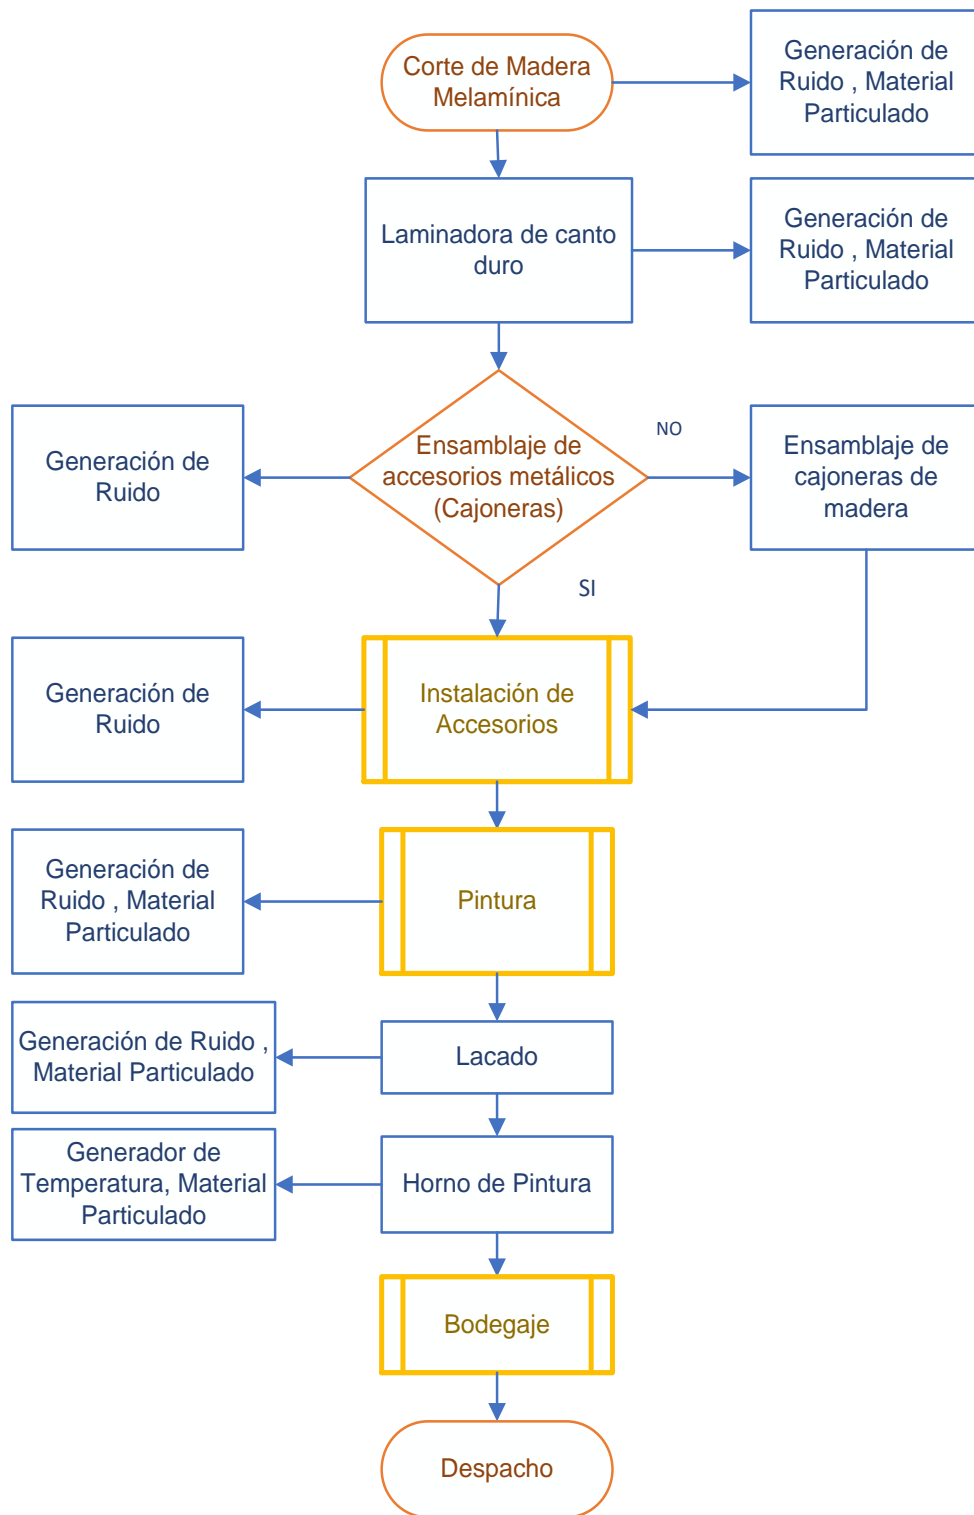 Corte de Madera
Melamínica
Generación de
Ruido , Material
Particulado
Laminadora de canto
duro
Generación de
Ruido , Material
Particulado
Generación de
Ruido
Ensamblaje de
accesorios metálicos
(Cajoneras)
NO
Ensamblaje de
cajoneras de
madera
SI
Generación de
Ruido
Instalación de
Accesorios
Generación de
Ruido , Material
Particulado
Pintura
Generación de Ruido ,
Material Particulado
Lacado
Generador de
Temperatura, Material
Particulado
Horno de Pintura
Bodegaje
Despacho